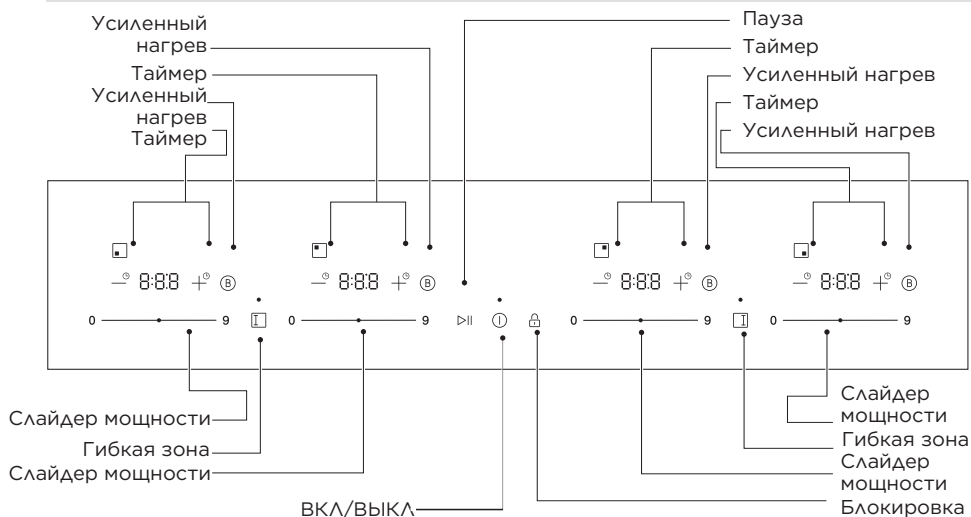 Усиленный
нагрев
Таймер
Усиленный
нагрев
Таймер
Пауза
Таймер
Усиленный нагрев
Таймер
Усиленный нагрев
8:8.8 B
8:8.8 B
8:8.8 B
8:8.8 B
0 9
0 9
0 9
0 9
Слайдер мощности
Гибкая зона
Слайдер мощности
ВКЛ/ВЫКЛ
Слайдер
мощности
Гибкая зона
Слайдер
мощности
Блокировка